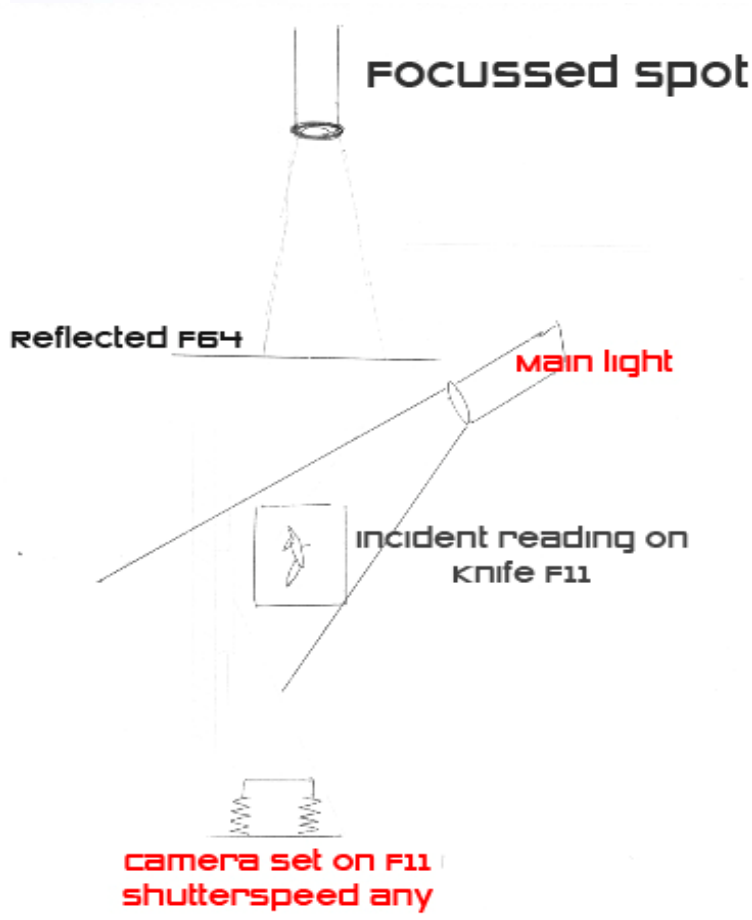 Focussed spot
Reflected F64
Main light
Incident reading on
Knife F11
Camera set on F11
shutterspeed any